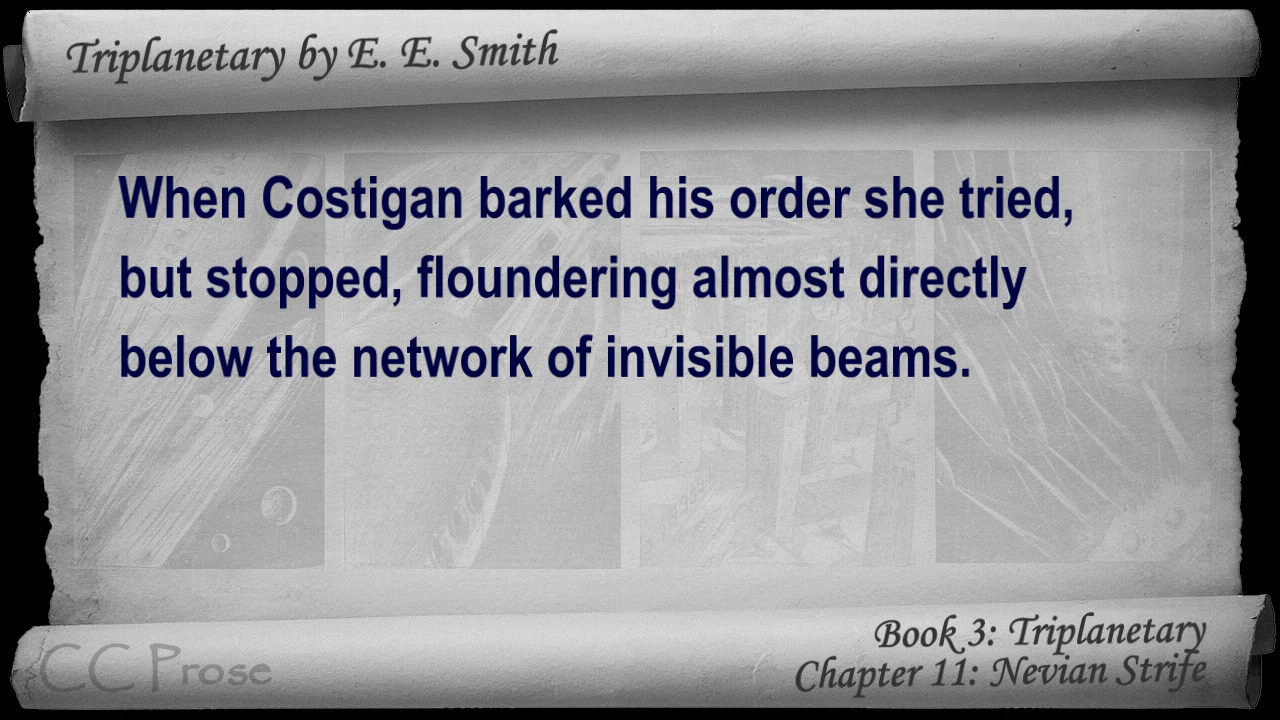 Triplanetary by E. E. Smith
When Costigan barked his order she tried,
but stopped, floundering almost directly
below the network of invisible beams.
Book 3: Triplanetary
Chapter 11: Nevian Strife
CC Prose